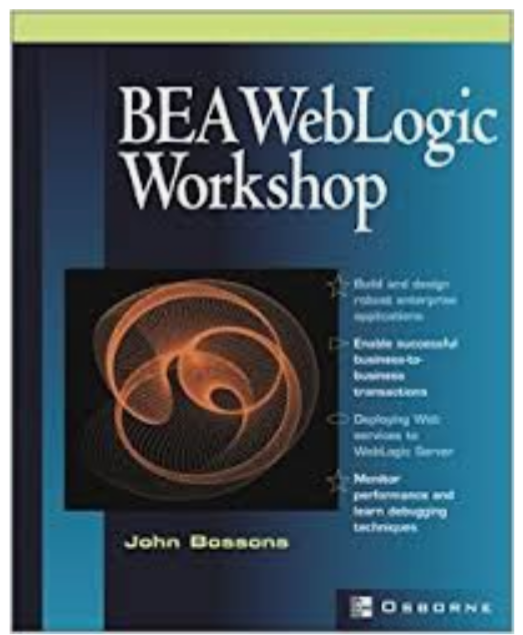 BEA WebLogic
Workshop
Build and design
robust enterprise
applications
Enable successful
business-to-
business
transactions
Deploying Web
services to
WebLogic Server
Monitor
performance and
learn debugging
techniques
John Bossons
OSBORNE